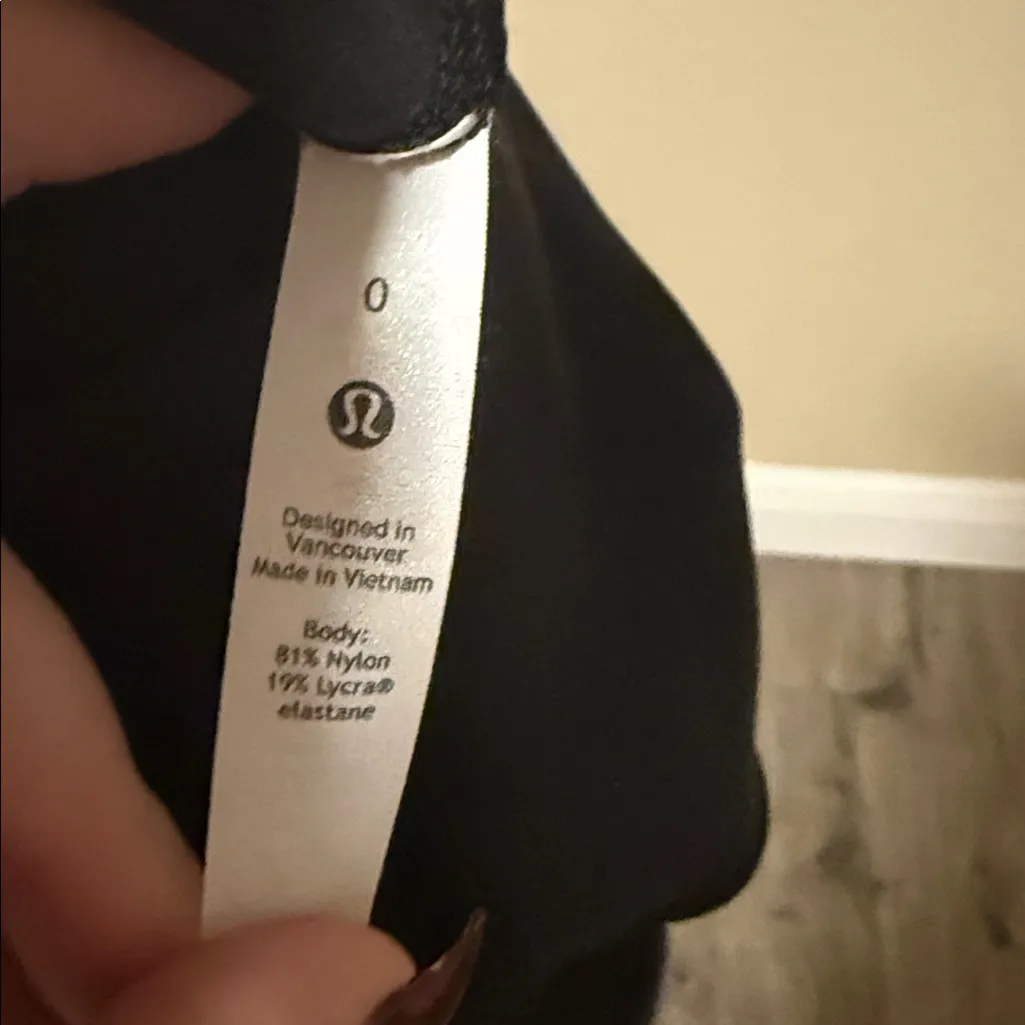 0
Designed in
Vancouver
Made in Vietnam
Body:
81% Nylon
19% Lycra®
elastane